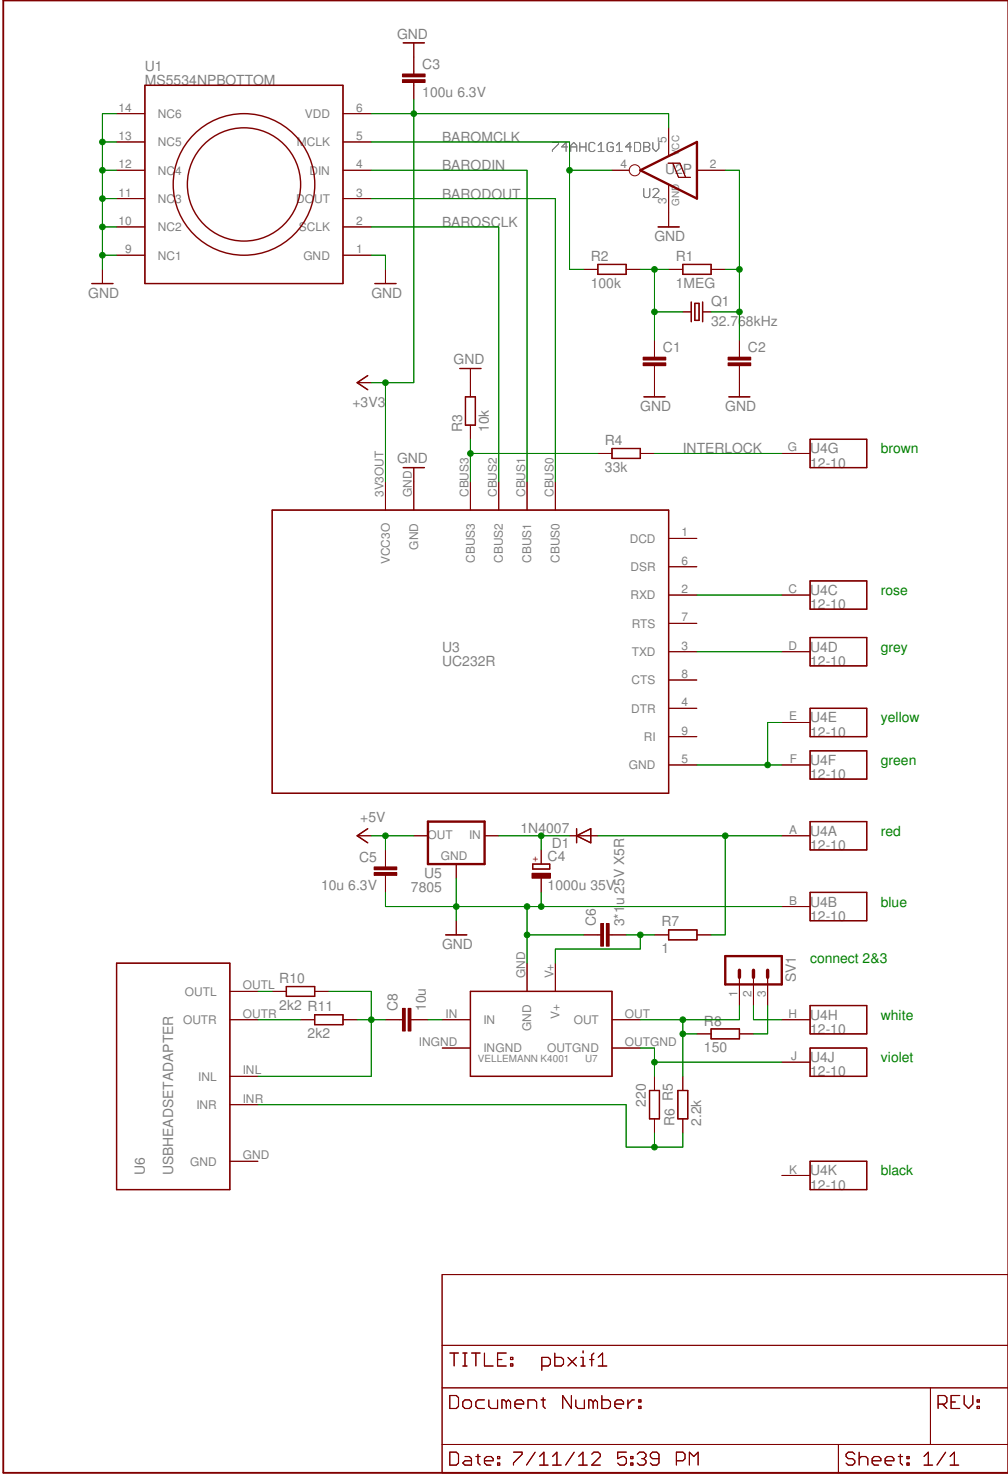 GND
C3
100u 6.3V
U1
MS5534NPBOTTOM
14 NC6 VDD 6
13 NC5 MCLK 5 BAROMCLK
12 NC4 DIN 4 BARODIN
11 NC3 DOUT 3 BARODOUT
10 NC2 SCLK 2 BAROSCLK
9 NC1 GND 1
GND
GND
74AHC1G14DBV
5
VCC
4
U2P
2
U2
3
GND
GND
R2
100k
R1
1MEG
Q1
32.768kHz
C1
C2
GND
GND
+3V3
GND
R3
10k
R4
33k
INTERLOCK
G U4G
12-10
brown
3V3OUT
GND
GND
CBUS3
CBUS2
CBUS1
CBUS0
VCC3O
GND
CBUS3
CBUS2
CBUS1
CBUS0
U3
UC232R
DCD 1
DSR 6
RXD 2
RTS 7
TXD 3
CTS 8
DTR 4
RI 9
GND 5
C U4C
12-10
rose
D U4D
12-10
grey
E U4E
12-10
yellow
F U4F
12-10
green
+5V
C5
10u 6.3V
OUT IN
GND
U5
7805
1N4007
D1
+
C4
1000u 35V
A U4A
12-10
red
B U4B
12-10
blue
GND
C6
3*1u 25V X5R
R7
1
GND
V+
SV1
1
2
3
connect 2&3
OUTL OUTL
R10
2k2
OUTR OUTR
R11
2k2
C8
10u
IN IN
GND
V+
OUT OUT
INGND INGND
OUTGND OUTGND
VELLEMANN K4001 U7
R8
150
H U4H
12-10
white
J U4J
12-10
violet
INL INL
INR INR
GND GND
U6
USBHEADSETADAPTER
220
R6
R5
2.2k
K U4K
12-10
black
TITLE: pbxif1
Document Number:
REV:
Date: 7/11/12 5:39 PM
Sheet: 1/1